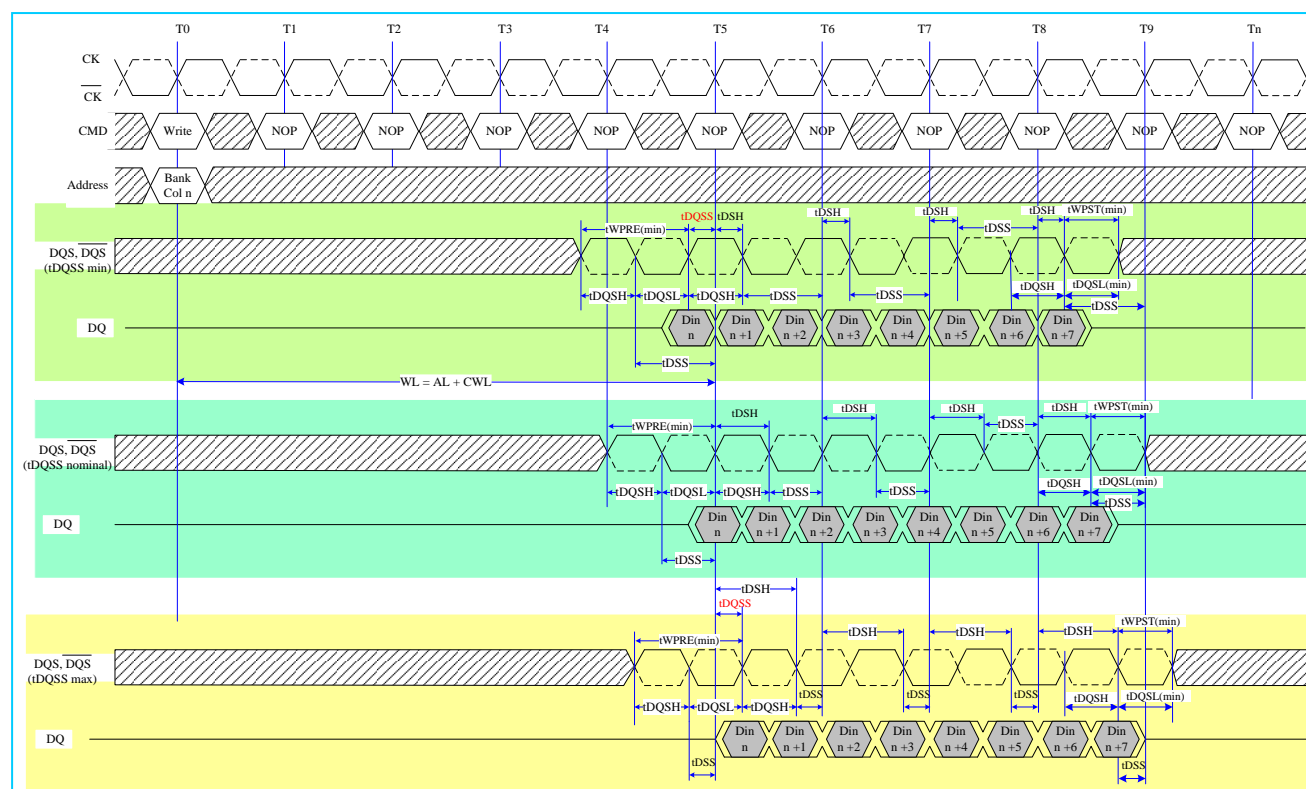 T0 T1 T2 T3 T4 T5 T6 T7 T8 T9 Tn
CK
CK
CMD Write NOP NOP NOP NOP NOP NOP NOP NOP NOP NOP
Address Bank
Col n
tDQSS tDSH tDSH tDSH tDSH tWPST(min)
tWPRE(min) tDSS
DQS, DQS
(tDQSS min)
tDQSH tDQSL tDQSH tDSS tDSS tDQSH tDQSL(min)
tDSS
DQ Din n Din n +1 Din n +2 Din n +3 Din n +4 Din n +5 Din n +6 Din n +7
tDSS
WL = AL + CWL
tDSH tDSH tDSH tDSH tWPST(min)
tWPRE(min) tDSS
DQS, DQS
(tDQSS nominal)
tDQSH tDQSL tDQSH tDSS tDSS tDQSH tDQSL(min)
tDSS
DQ Din n Din n +1 Din n +2 Din n +3 Din n +4 Din n +5 Din n +6 Din n +7
tDSS
tDSH
tDQSS
tWPRE(min) tDSH tDSH tDSH tWPST(min)
DQS, DQS
(tDQSS max)
tDQSH tDQSL tDQSH tDSS tDSS tDSS tDQSH tDQSL(min)
DQ Din n Din n +1 Din n +2 Din n +3 Din n +4 Din n +5 Din n +6 Din n +7
tDSS tDSS